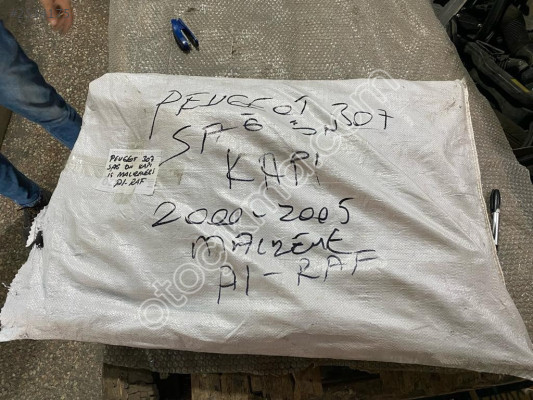 PEUGEOT 307
SAĞ ÖN
KAPI
2000-2005
MALZEME
A1-RAF
PEUGEOT 307
SAĞ ÖN KAPI
İÇ MALZEMESİ
A1-RAF